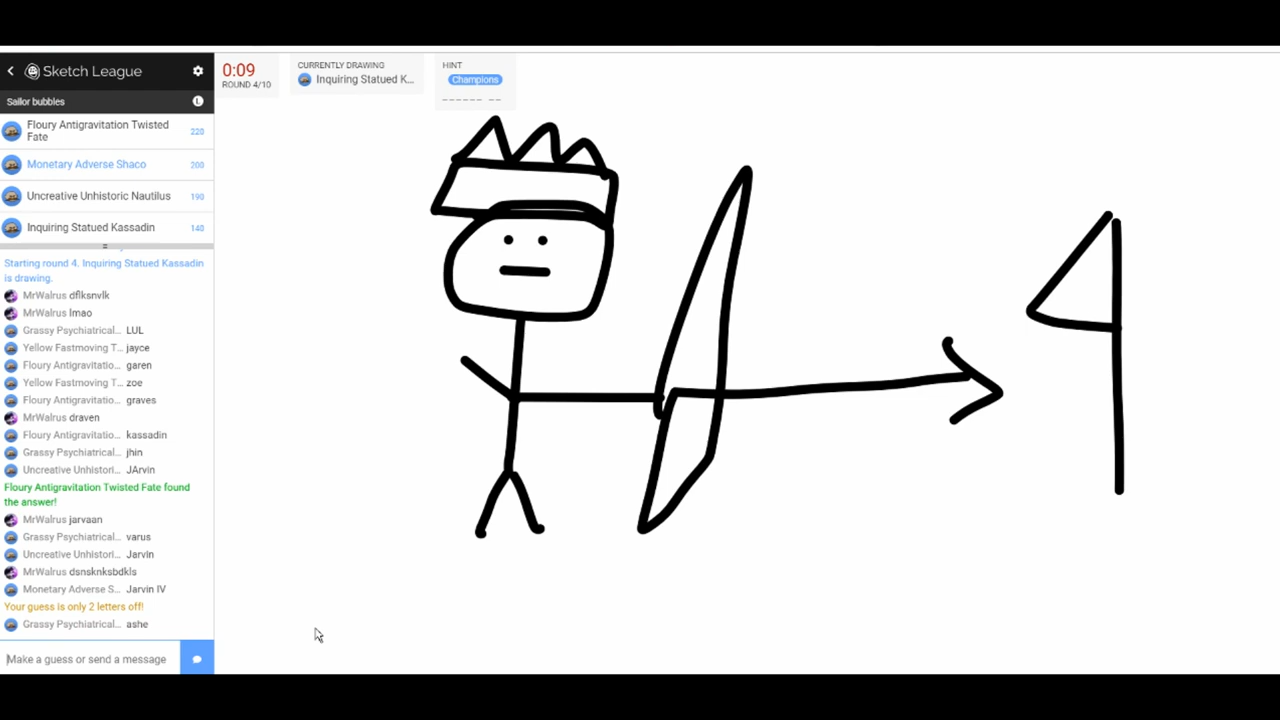 Sketch League
Sailor bubbles
L
Floury Antigravitation Twisted
Fate
220
Monetary Adverse Shaco
200
Uncreative Unhistoric Nautilus
190
Inquiring Statued Kassadin
140
Starting round 4. Inquiring Statued Kassadin
is drawing.
MrWalrus dflksnvlk
MrWalrus lmao
Grassy Psychiatrical... LUL
Yellow Fastmoving T... jayce
Floury Antigravitatio... garen
Yellow Fastmoving T... zoe
Floury Antigravitatio... graves
MrWalrus draven
Floury Antigravitatio... kassadin
Grassy Psychiatrical... jhin
Uncreative Unhistori... JArvin
Floury Antigravitation Twisted Fate found
the answer!
MrWalrus jarvaan
Grassy Psychiatrical... varus
Uncreative Unhistori... Jarvin
MrWalrus dsnsknksbdkls
Monetary Adverse S... Jarvin IV
Your guess is only 2 letters off!
Grassy Psychiatrical... ashe
Make a guess or send a message
0:09
ROUND 4/10
CURRENTLY DRAWING
Inquiring Statued K...
HINT
Champions
______ __
4